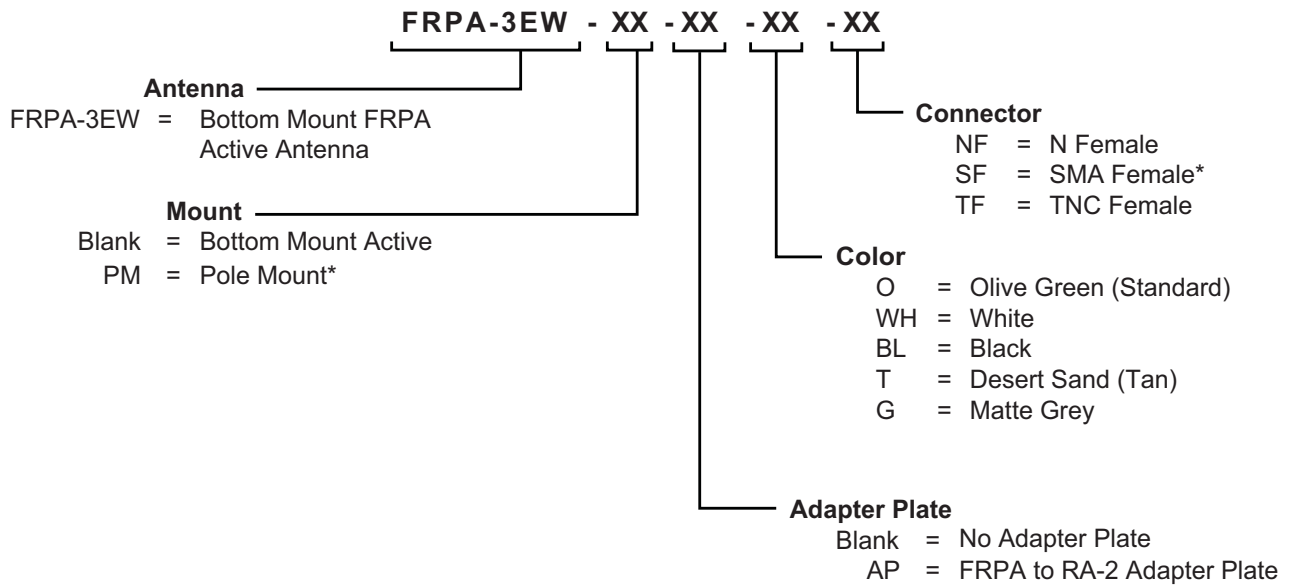 FRPA-3EW - XX - XX - XX - XX
Antenna
FRPA-3EW = Bottom Mount FRPA
Active Antenna
Mount
Blank = Bottom Mount Active
PM = Pole Mount*
Connector
NF = N Female
SF = SMA Female*
TF = TNC Female
Color
O = Olive Green (Standard)
WH = White
BL = Black
T = Desert Sand (Tan)
G = Matte Grey
Adapter Plate
Blank = No Adapter Plate
AP = FRPA to RA-2 Adapter Plate